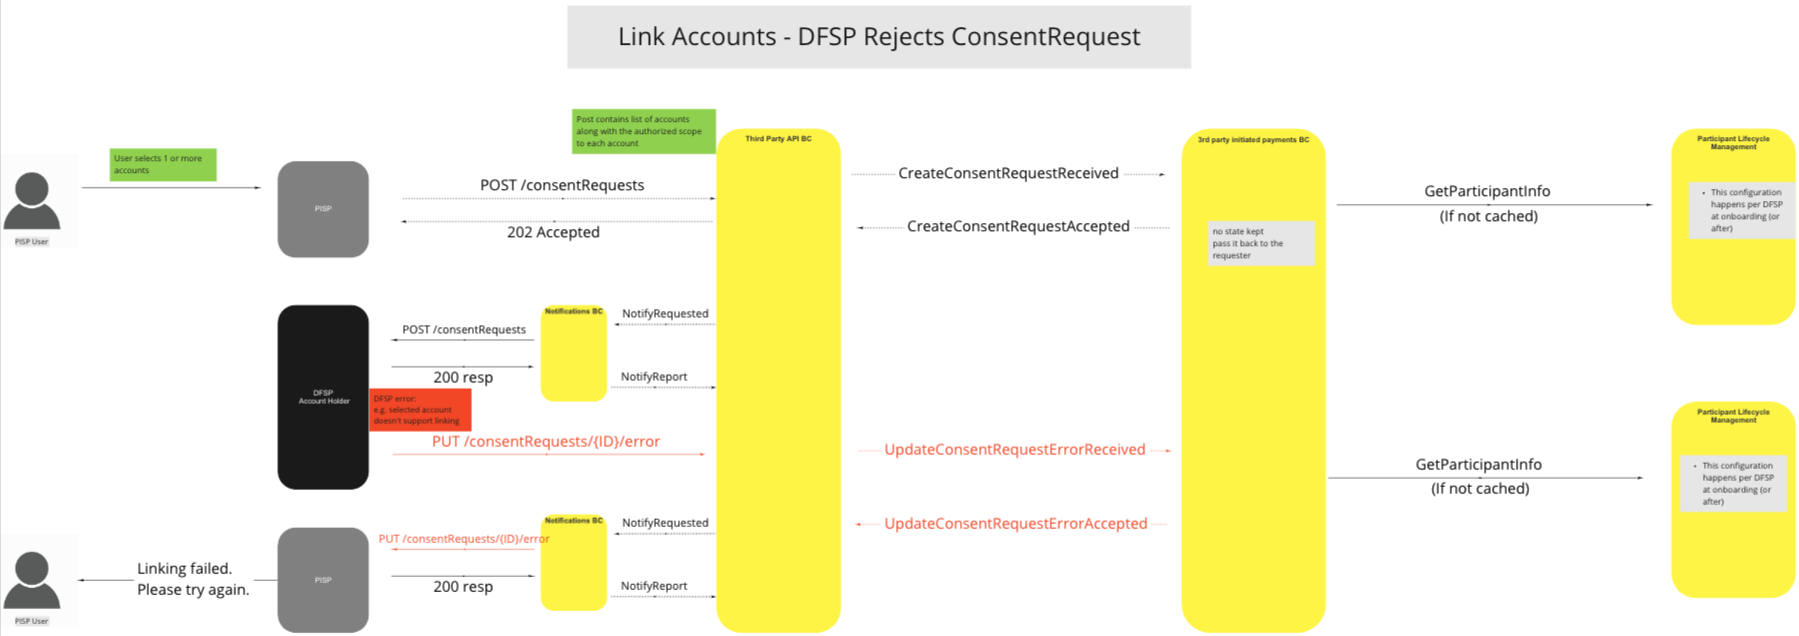 Link Accounts - DFSP Rejects ConsentRequest
User selects 1 or more
accounts
PISP User
PISP
Post contains list of accounts
along with the authorized scope
to each account
POST /consentRequests
202 Accepted
Third Party API BC
CreateConsentRequestReceived
CreateConsentRequestAccepted
3rd party initiated payments BC
no state kept
pass it back to the
requester
GetParticipantInfo
(If not cached)
Participant Lifecycle
Management
• This configuration
happens per DFSP
at onboarding (or
after)
DFSP
Account Holder
POST /consentRequests
200 resp
Notifications BC
NotifyRequested
NotifyReport
DFSP error:
e.g. selected account
doesn't support linking
PUT /consentRequests/{ID}/error
UpdateConsentRequestErrorReceived
UpdateConsentRequestErrorAccepted
GetParticipantInfo
(If not cached)
Participant Lifecycle
Management
• This configuration
happens per DFSP
at onboarding (or
after)
Notifications BC
NotifyRequested
PUT /consentRequests/{ID}/error
200 resp
NotifyReport
PISP
Linking failed.
Please try again.
PISP User